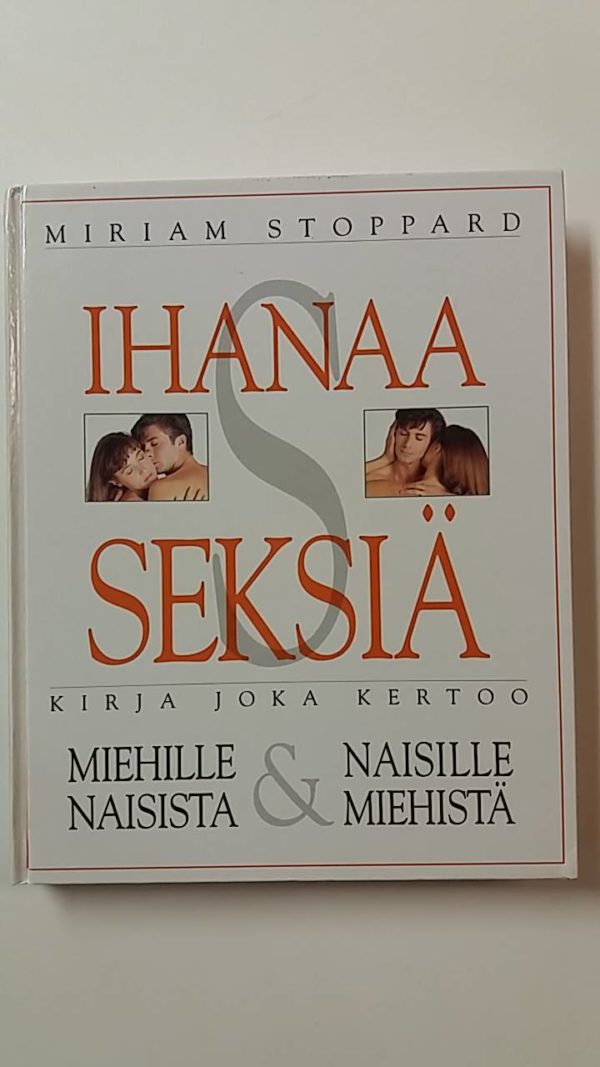 MIRIAM STOPPARD
IHANAA
S
SEKSIÄ
KIRJA JOKA KERTOO
MIEHILLE NAISISTA
&
NAISILLE MIEHISTÄ